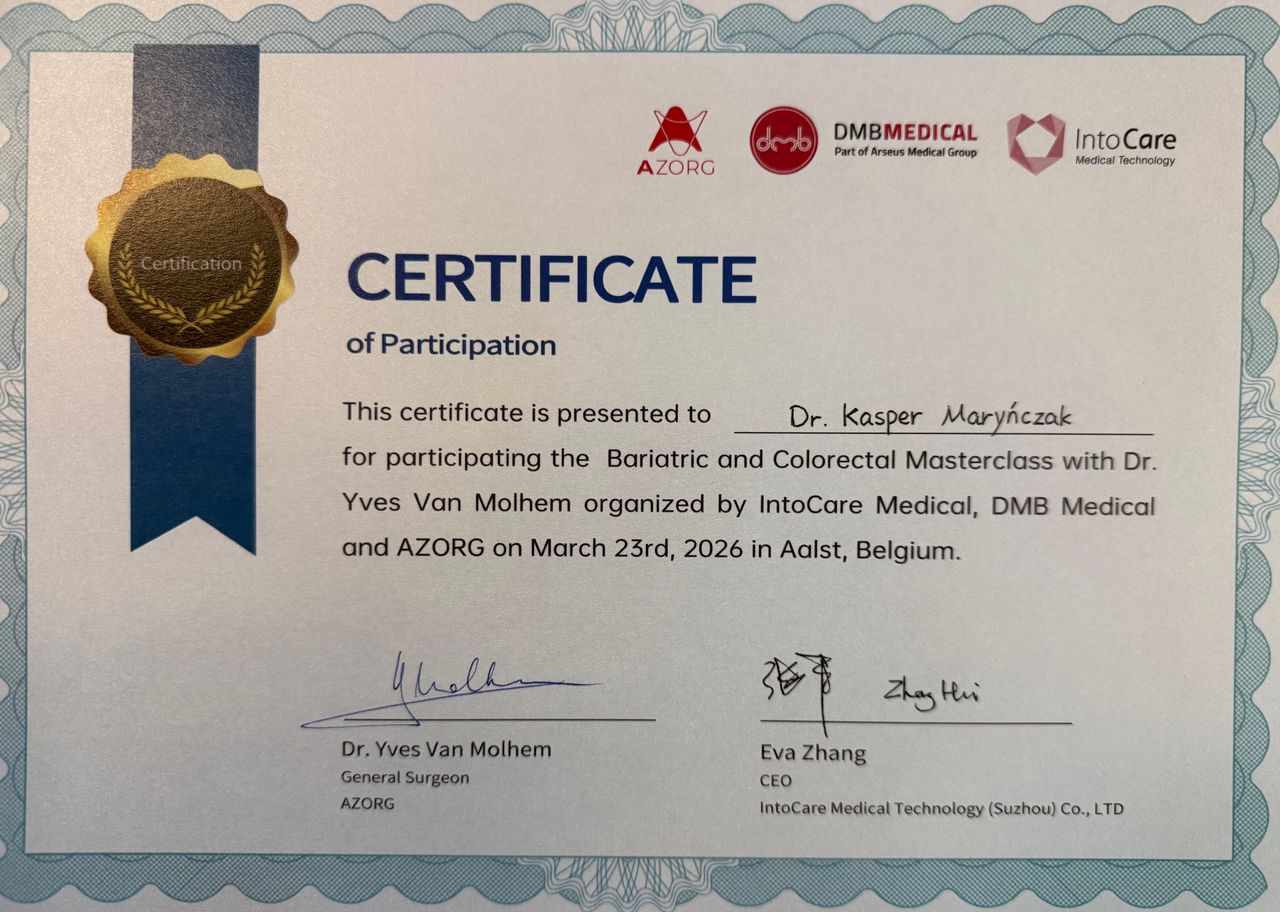 AZORG
dmb
DMBMEDICAL
Part of Arseus Medical Group
IntoCare
Medical Technology
Certification
CERTIFICATE
of Participation
This certificate is presented to Dr. Kasper Maryńczak
for participating the Bariatric and Colorectal Masterclass with Dr.
Yves Van Molhem organized by IntoCare Medical, DMB Medical
and AZORG on March 23rd, 2026 in Aalst, Belgium.
Zhang Hui
Dr. Yves Van Molhem
General Surgeon
AZORG
Eva Zhang
CEO
IntoCare Medical Technology (Suzhou) Co., LTD